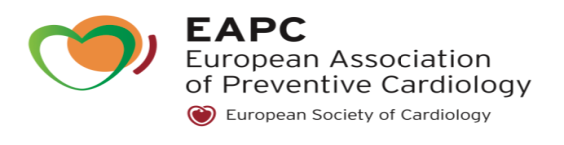 EAPC
European Association
of Preventive Cardiology
European Society of Cardiology